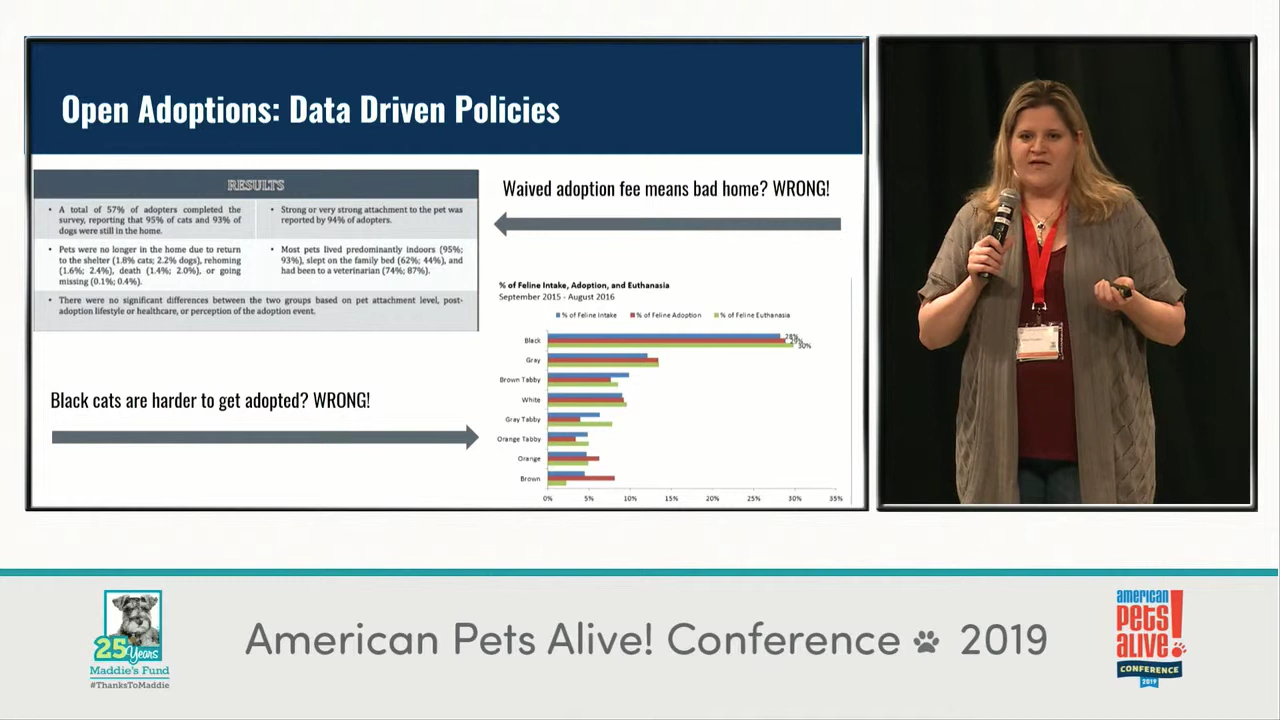 Open Adoptions: Data Driven Policies
RESULTS
• A total of 57% of adopters completed the
survey, reporting that 95% of cats and 93% of
dogs were still in the home.
• Strong or very strong attachment to the pet was
reported by 94% of adopters.
• Pets were no longer in the home due to return
to the shelter (1.8% cats; 2.2% dogs), rehoming
(1.6%; 2.4%), death (1.4%; 2.0%), or going
missing (0.1%; 0.4%).
• Most pets lived predominantly indoors (95%;
93%), slept on the family bed (62%; 44%), and
had been to a veterinarian (74%; 87%).
• There were no significant differences between the two groups based on pet attachment level, post-
adoption lifestyle or healthcare, or perception of the adoption event.
Waived adoption fee means bad home? WRONG!
Black cats are harder to get adopted? WRONG!
% of Feline Intake, Adoption, and Euthanasia
September 2015 - August 2016
% of Feline Intake % of Feline Adoption % of Feline Euthanasia
Black
28%
29%
30%
Gray
Brown Tabby
White
Gray Tabby
Orange Tabby
Orange
Brown
0% 5% 10% 15% 20% 25% 30% 35%
25 Years
Maddie's Fund
#ThanksToMaddie
American Pets Alive! Conference 2019
american
pets
alive!
CONFERENCE
2019